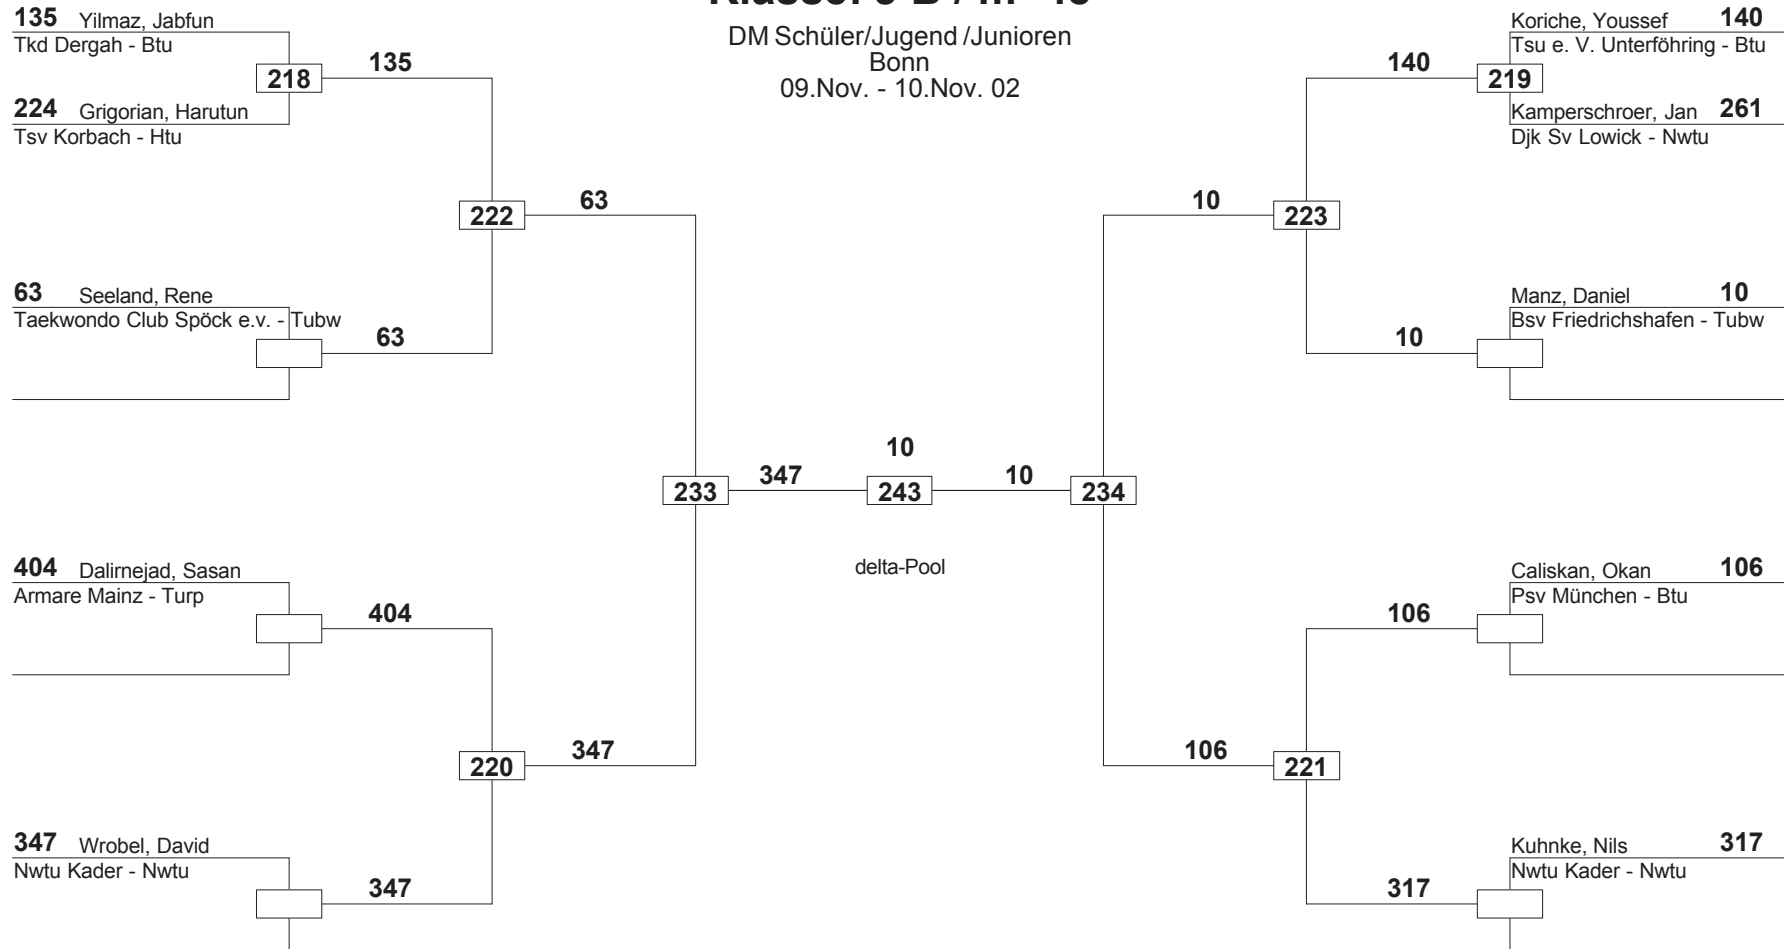 DM Schüler/Jugend /Junioren
Bonn
09.Nov. - 10.Nov. 02
135 Yilmaz, Jabfun
Tkd Dergah - Btu
218
135
224 Grigorian, Harutun
Tsv Korbach - Htu
222
63
63 Seeland, Rene
Taekwondo Club Spöck e.v. - Tubw
63
233
347
404 Dalirnejad, Sasan
Armare Mainz - Turp
404
220
347
347 Wrobel, David
Nwtu Kader - Nwtu
347
10
243
delta-Pool
10
234
Koriche, Youssef 140
Tsu e. V. Unterföhring - Btu
140
219
Kamperschroer, Jan 261
Djk Sv Lowick - Nwtu
10
223
Manz, Daniel 10
Bsv Friedrichshafen - Tubw
10
Caliskan, Okan 106
Psv München - Btu
106
106
221
Kuhnke, Nils 317
Nwtu Kader - Nwtu
317